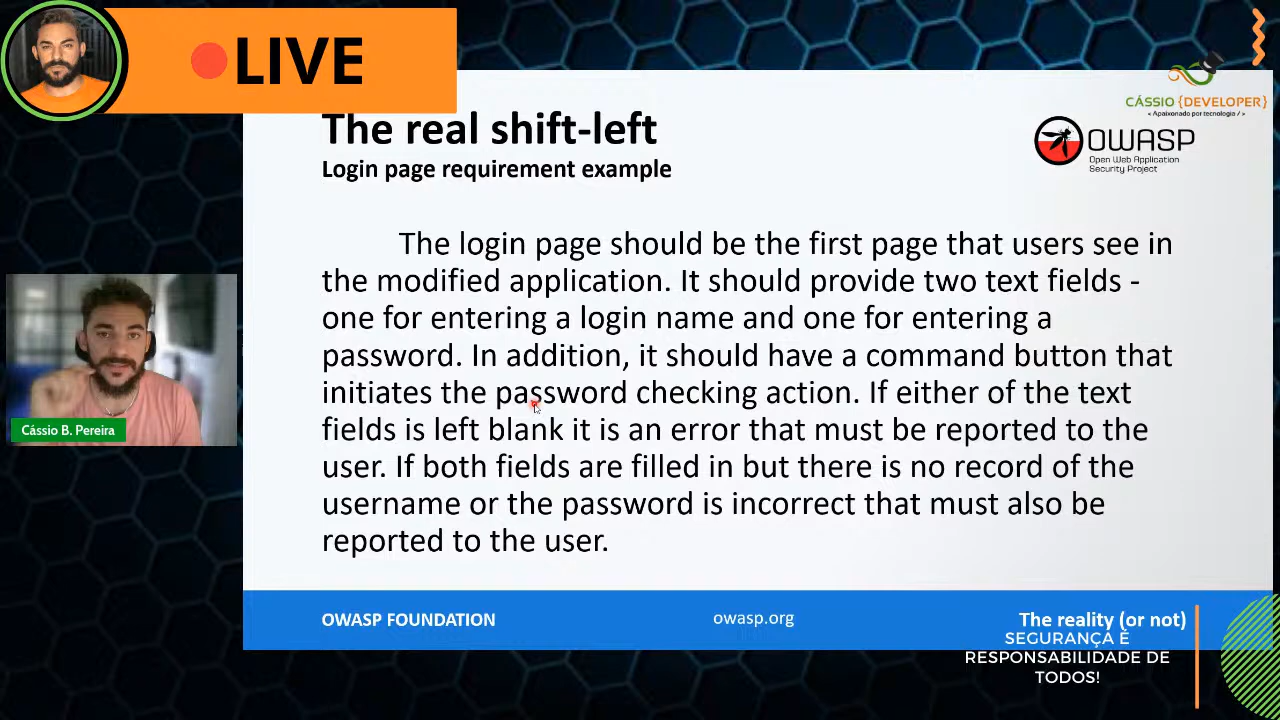 LIVE
CÁSSIO {DEVELOPER}
< Apaixonado por tecnologia / >
The real shift-left
Login page requirement example
OWASP
Open Web Application
Security Project
The login page should be the first page that users see in
the modified application. It should provide two text fields -
one for entering a login name and one for entering a
password. In addition, it should have a command button that
initiates the password checking action. If either of the text
fields is left blank it is an error that must be reported to the
user. If both fields are filled in but there is no record of the
username or the password is incorrect that must also be
reported to the user.
Cássio B. Pereira
OWASP FOUNDATION
owasp.org
The reality (or not)
SEGURANÇA É
RESPONSABILIDADE DE
TODOS!